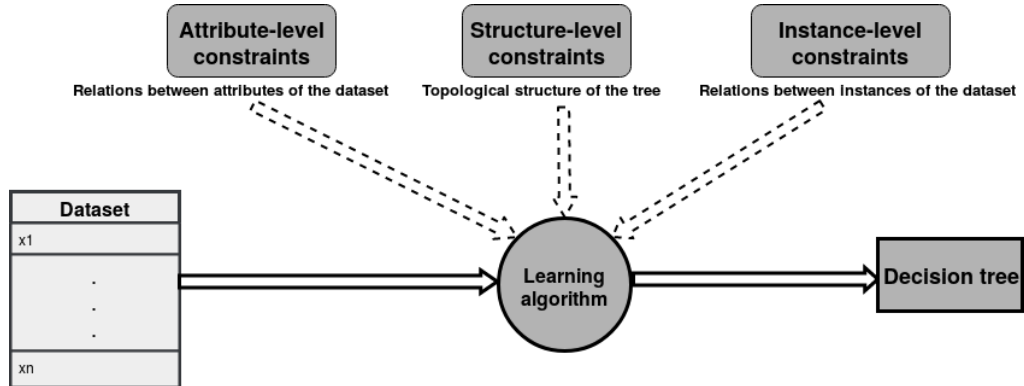 Attribute-level
constraints
Structure-level
constraints
Instance-level
constraints
Relations between attributes of the dataset
Topological structure of the tree
Relations between instances of the dataset
Dataset
x1
.
.
.
xn
Learning
algorithm
Decision tree